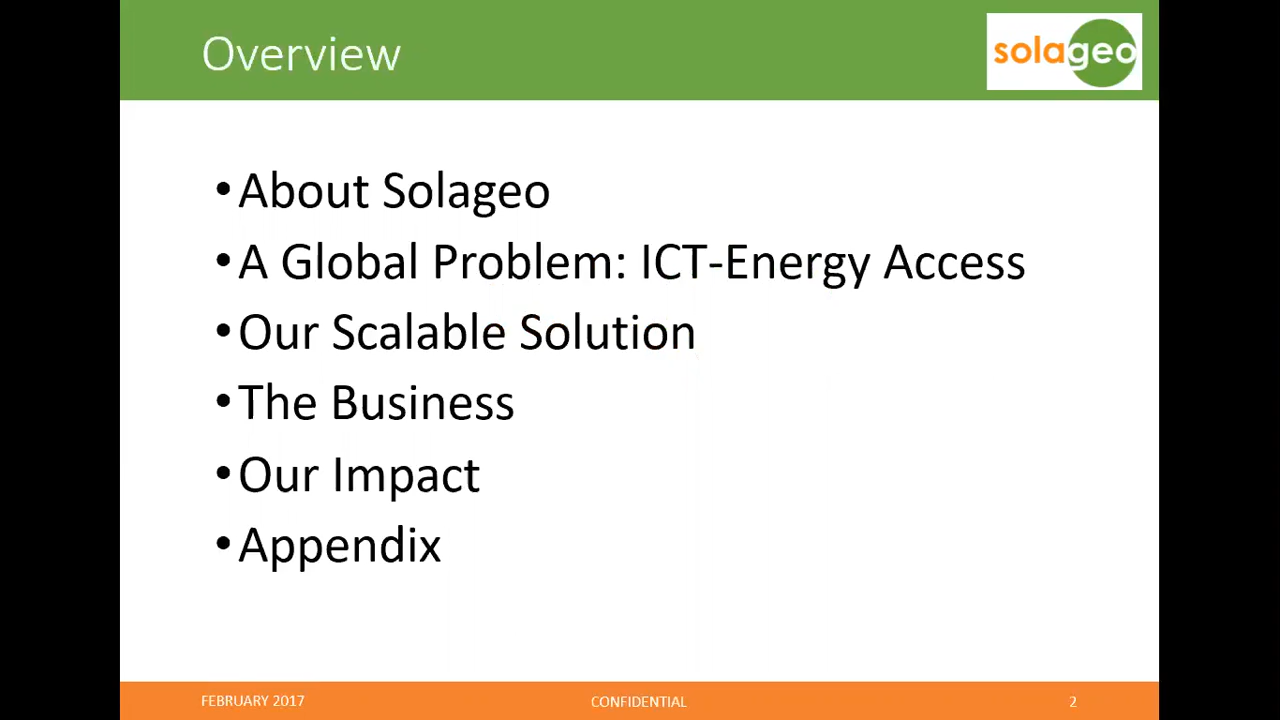 Overview
solageo
•About Solageo
•A Global Problem: ICT-Energy Access
•Our Scalable Solution
•The Business
•Our Impact
•Appendix
FEBRUARY 2017
CONFIDENTIAL
2